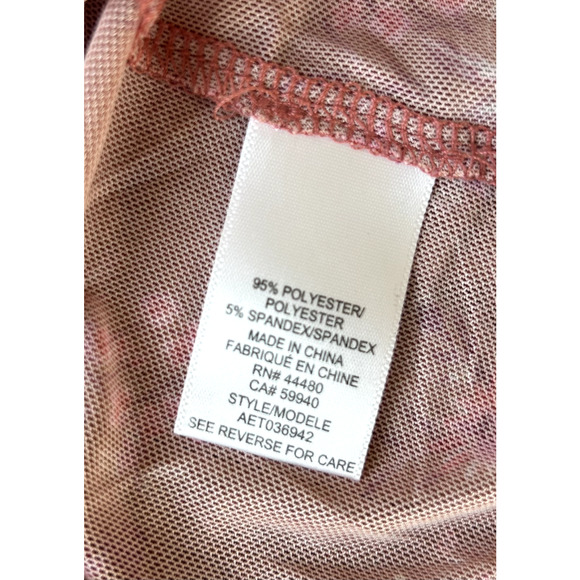 95% POLYESTER/
POLYESTER
5% SPANDEX/SPANDEX
MADE IN CHINA
FABRIQUÉ EN CHINE
RN# 44480
CA# 59940
STYLE/MODELE
AET036942
SEE REVERSE FOR CARE